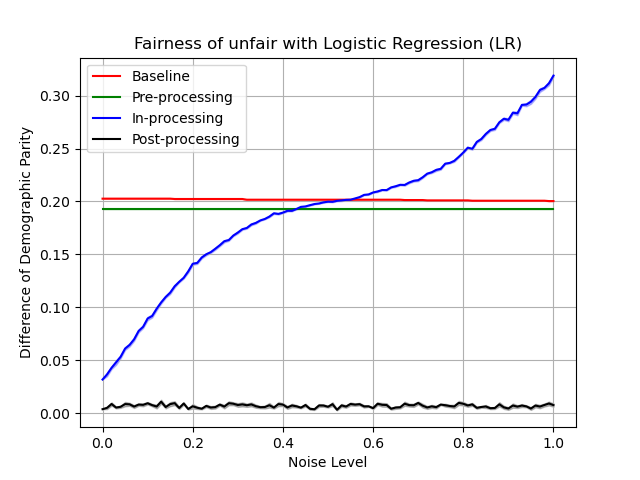 Fairness of unfair with Logistic Regression (LR)
Baseline
Pre-processing
In-processing
Post-processing
Difference of Demographic Parity
0.30
0.25
0.20
0.15
0.10
0.05
0.00
0.0 0.2 0.4 0.6 0.8 1.0
Noise Level